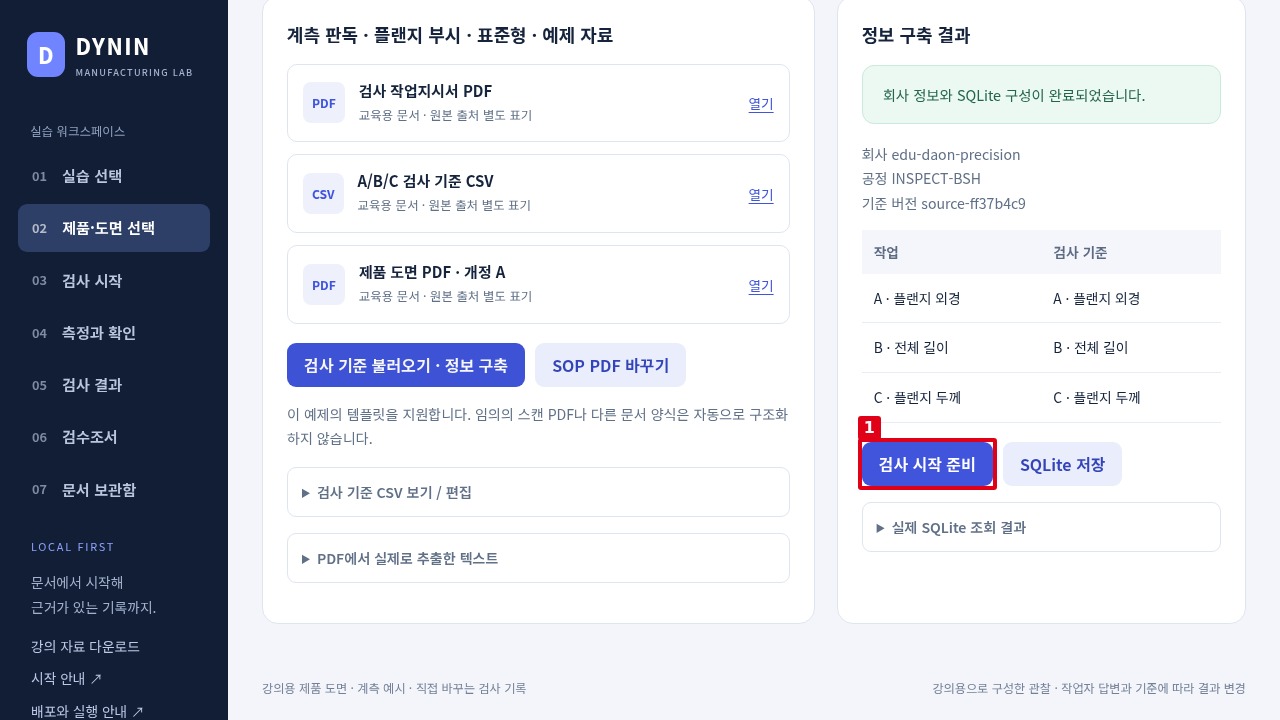 D
DYNIN
MANUFACTURING LAB
실습 워크스페이스
01 실습 선택
02 제품·도면 선택
03 검사 시작
04 측정과 확인
05 검사 결과
06 검수조서
07 문서 보관함
LOCAL FIRST
문서에서 시작해
근거가 있는 기록까지.
강의 자료 다운로드
시작 안내 ↗
배포와 실행 안내 ↗
계측 판독 · 플랜지 부시 · 표준형 · 예제 자료
PDF
검사 작업지시서 PDF
교육용 문서 · 원본 출처 별도 표기
열기
CSV
A/B/C 검사 기준 CSV
교육용 문서 · 원본 출처 별도 표기
열기
PDF
제품 도면 PDF · 개정 A
교육용 문서 · 원본 출처 별도 표기
열기
검사 기준 불러오기 · 정보 구축
SOP PDF 바꾸기
이 예제의 템플릿을 지원합니다. 임의의 스캔 PDF나 다른 문서 양식은 자동으로 구조화
하지 않습니다.
▶ 검사 기준 CSV 보기 / 편집
▶ PDF에서 실제로 추출한 텍스트
정보 구축 결과
회사 정보와 SQLite 구성이 완료되었습니다.
회사 edu-daon-precision
공정 INSPECT-BSH
기준 버전 source-ff37b4c9
작업 검사 기준
A · 플랜지 외경 A · 플랜지 외경
B · 전체 길이 B · 전체 길이
C · 플랜지 두께 C · 플랜지 두께
1
검사 시작 준비
SQLite 저장
▶ 실제 SQLite 조회 결과
강의용 제품 도면 · 계측 예시 · 직접 바꾸는 검사 기록
강의용으로 구성한 관찰 · 작업자 답변과 기준에 따라 결과 변경